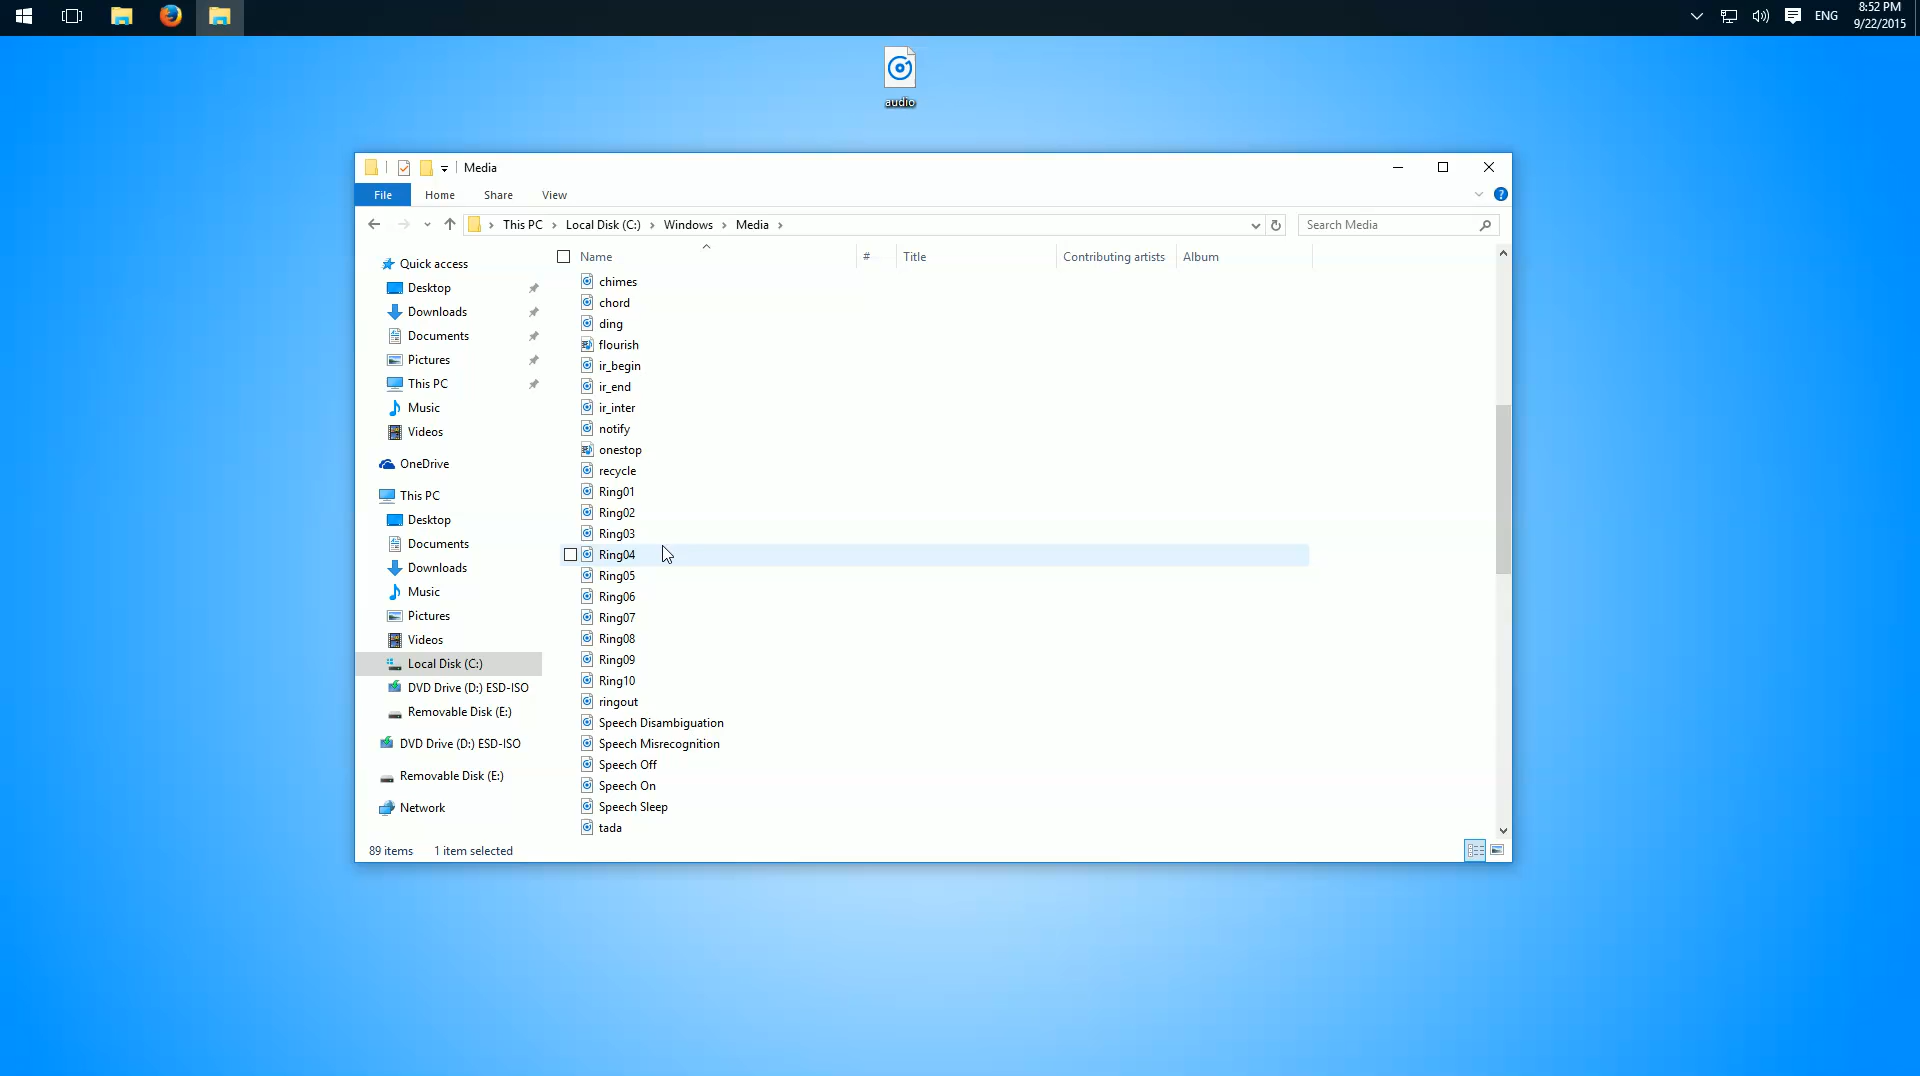 8:52 PM
ENG
9/22/2015
audio
Media
File Home Share View
This PC Local Disk (C:) Windows Media
Search Media
Name # Title Contributing artists Album
Quick access
Desktop
Downloads
Documents
Pictures
This PC
Music
Videos
OneDrive
This PC
Desktop
Documents
Downloads
Music
Pictures
Videos
Local Disk (C:)
DVD Drive (D:) ESD-ISO
Removable Disk (E:)
DVD Drive (D:) ESD-ISO
Removable Disk (E:)
Network
chimes
chord
ding
flourish
ir_begin
ir_end
ir_inter
notify
onestop
recycle
Ring01
Ring02
Ring03
Ring04
Ring05
Ring06
Ring07
Ring08
Ring09
Ring10
ringout
Speech Disambiguation
Speech Misrecognition
Speech Off
Speech On
Speech Sleep
tada
89 items 1 item selected